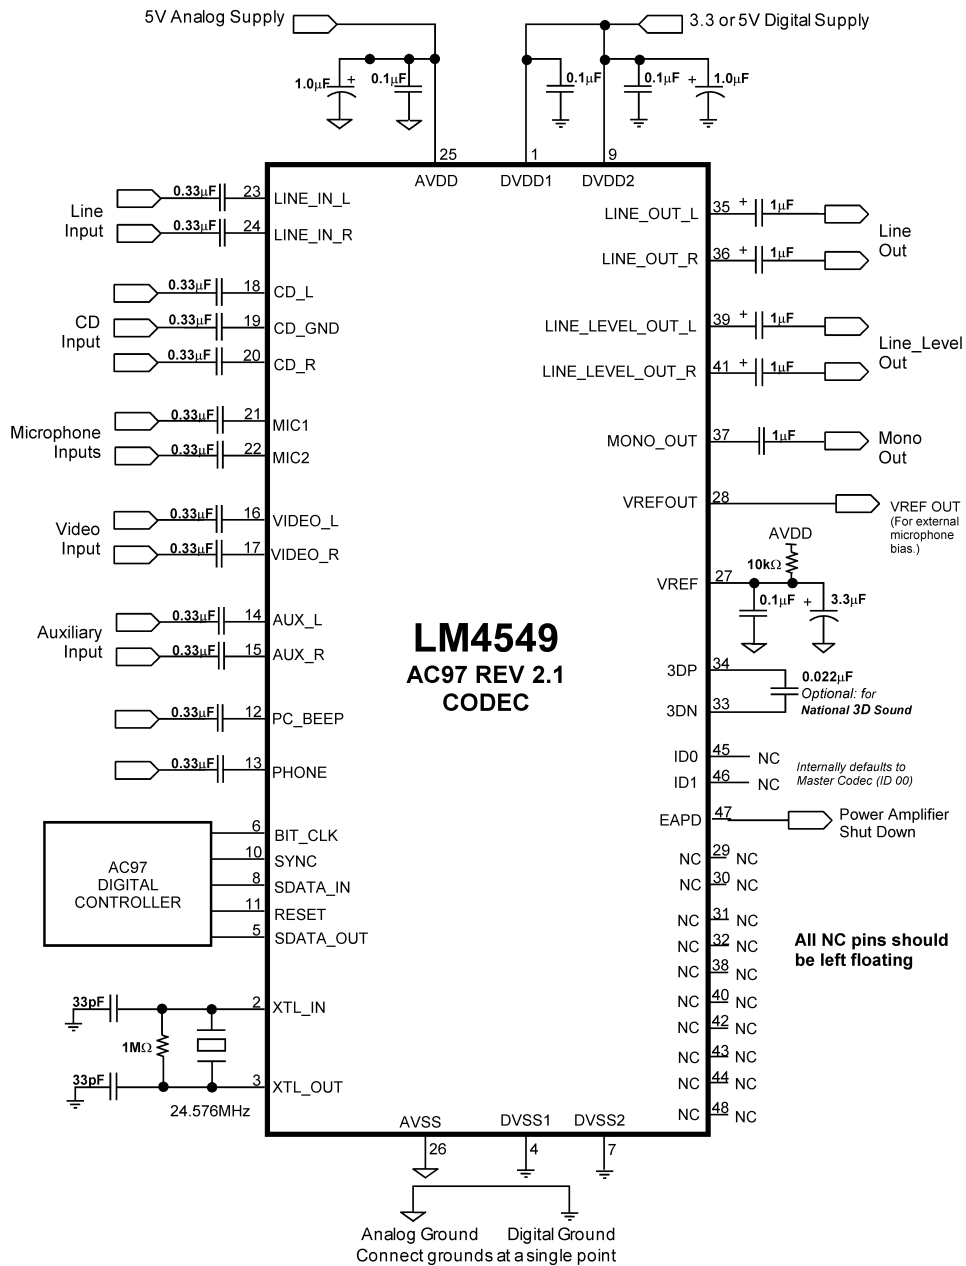 5V Analog Supply
3.3 or 5V Digital Supply
1.0µF
+
0.1µF
0.1µF
0.1µF
+
1.0µF
25
1
9
AVDD
DVDD1
DVDD2
Line
Input
0.33µF
23
LINE_IN_L
0.33µF
24
LINE_IN_R
CD
Input
0.33µF
18
CD_L
0.33µF
19
CD_GND
0.33µF
20
CD_R
Microphone
Inputs
0.33µF
21
MIC1
0.33µF
22
MIC2
Video
Input
0.33µF
16
VIDEO_L
0.33µF
17
VIDEO_R
Auxiliary
Input
0.33µF
14
AUX_L
0.33µF
15
AUX_R
0.33µF
12
PC_BEEP
0.33µF
13
PHONE
AC97
DIGITAL
CONTROLLER
6
BIT_CLK
10
SYNC
8
SDATA_IN
11
RESET
5
SDATA_OUT
33pF
2
XTL_IN
1MΩ
33pF
3
XTL_OUT
24.576MHz
LM4549
AC97 REV 2.1
CODEC
LINE_OUT_L
35
+
1µF
LINE_OUT_R
36
+
1µF
Line
Out
LINE_LEVEL_OUT_L
39
+
1µF
LINE_LEVEL_OUT_R
41
+
1µF
Line_Level
Out
MONO_OUT
37
1µF
Mono
Out
VREFOUT
28
VREF OUT
(For external
microphone
bias.)
AVDD
10kΩ
VREF
27
0.1µF
+
3.3µF
3DP
34
0.022µF
Optional: for
National 3D Sound
3DN
33
ID0
45
NC
ID1
46
NC
Internally defaults to
Master Codec (ID 00)
EAPD
47
Power Amplifier
Shut Down
NC
29
NC
NC
30
NC
NC
31
NC
NC
32
NC
NC
38
NC
NC
40
NC
NC
42
NC
NC
43
NC
NC
44
NC
NC
48
NC
All NC pins should
be left floating
AVSS
DVSS1
DVSS2
26
4
7
Analog Ground
Digital Ground
Connect grounds at a single point